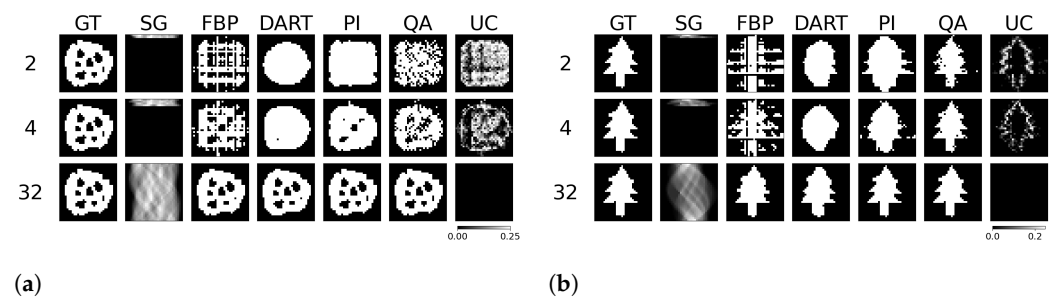 GT SG FBP DART PI QA UC
2
4
32
0.00 0.25
(a)
GT SG FBP DART PI QA UC
2
4
32
0.0 0.2
(b)